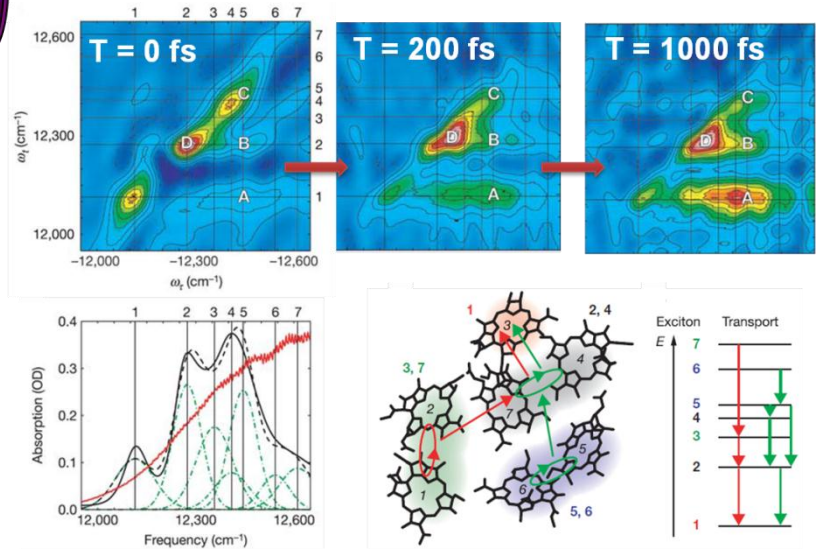 1 2 3 4 5 6 7
T = 0 fs
T = 200 fs
T = 1000 fs
12,600
12,300
12,000
ωt (cm⁻¹)
7
6
5
4
3
2
1
C
D
B
A
C
D
B
A
C
D
B
A
−12,000 −12,300 −12,600
ωτ (cm⁻¹)
1 2 3 4 5 6 7
0.4
0.3
0.2
0.1
0.0
Absorption (OD)
12,000 12,300 12,600
Frequency (cm⁻¹)
1
3
2, 4
4
3, 7
2
7
1
5
6
5, 6
Exciton Transport
E
7
6
5
4
3
2
1